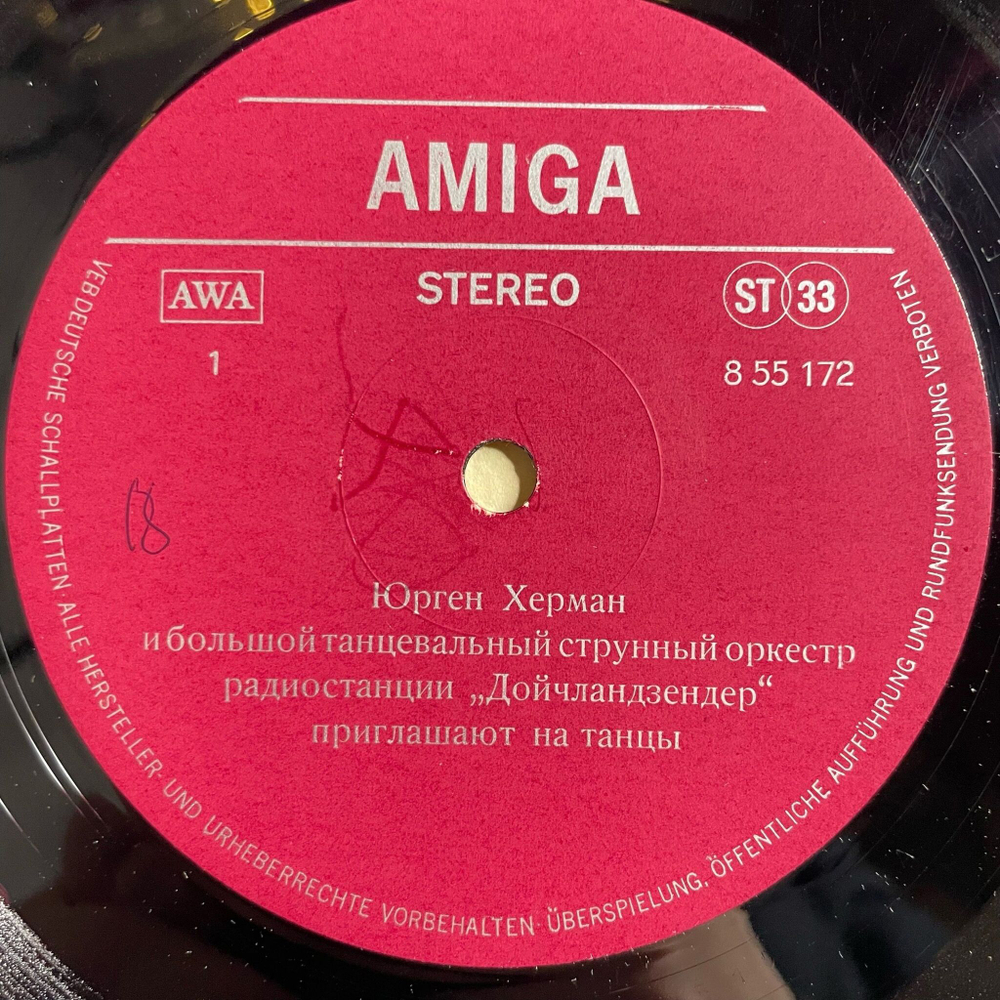 AMIGA
AWA
STEREO
ST 33
1
8 55 172
18
Юрген Херман
и большой танцевальный струнный оркестр
радиостанции „Дойчландзендер“
приглашают на танцы
VEB DEUTSCHE SCHALLPLATTEN ALLE HERSTELLER- UND URHEBERRECHTE VORBEHALTEN · ÜBERSPIELUNG, ÖFFENTLICHE AUFFÜHRUNG UND RUNDFUNKSENDUNG VERBOTEN